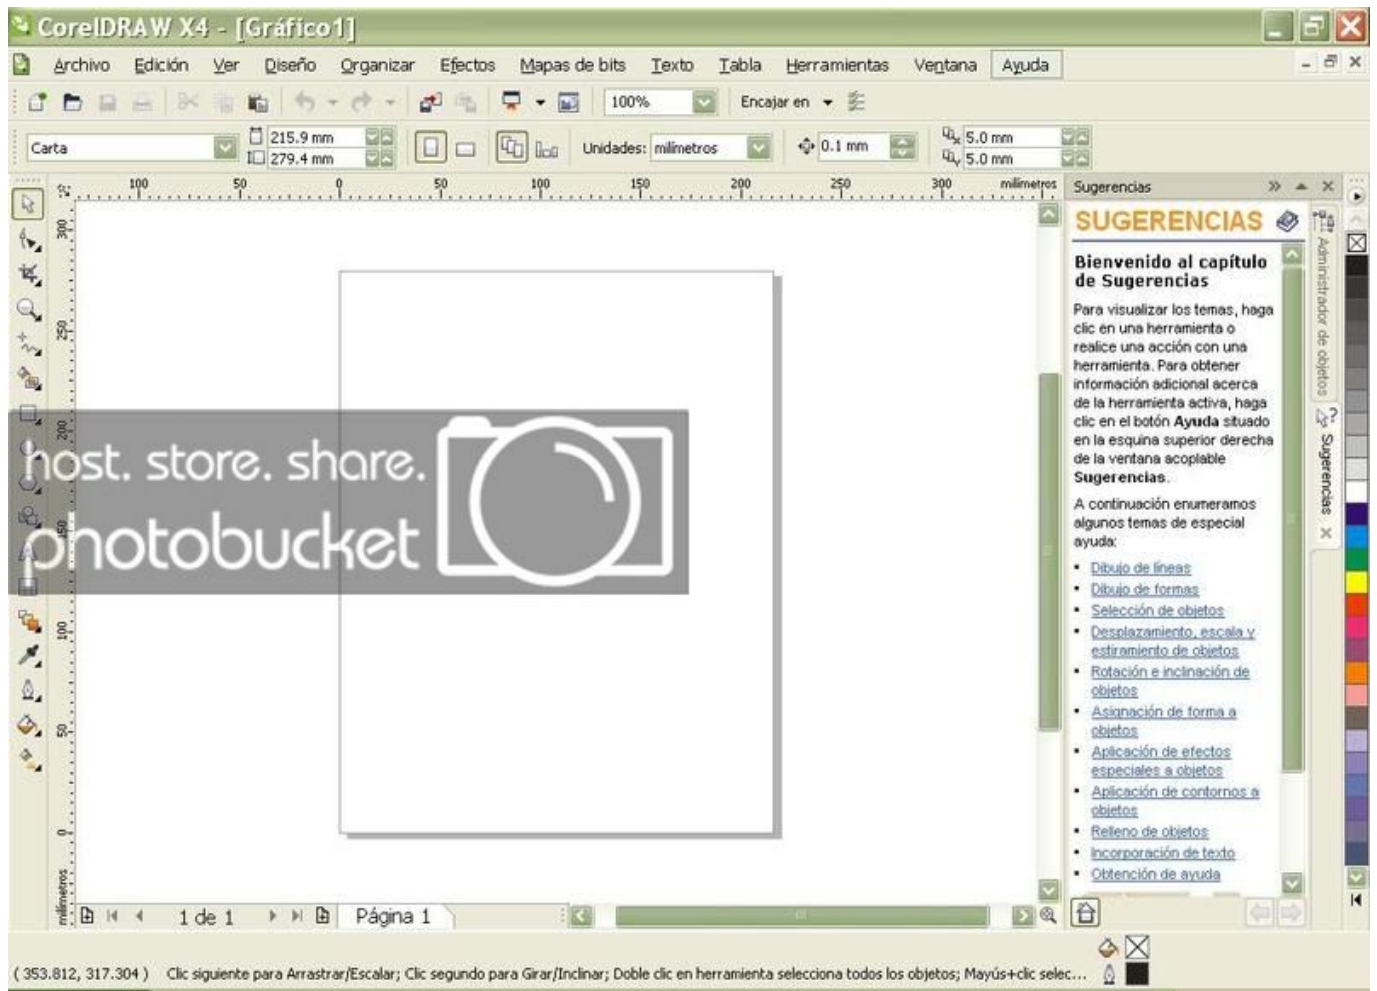 CorelDRAW X4 - [Gráfico1]
Archivo Edición Ver Diseño Organizar Efectos Mapas de bits Texto Tabla Herramientas Ventana Ayuda
100% Encajar en
Carta 215.9 mm 279.4 mm Unidades: milímetros 0.1 mm 5.0 mm 5.0 mm
100 50 0 50 100 150 200 250 300 milímetros
300
250
200
150
100
50
0
milímetros
Sugerencias
SUGERENCIAS
Bienvenido al capítulo
de Sugerencias
Para visualizar los temas, haga
clic en una herramienta o
realice una acción con una
herramienta. Para obtener
información adicional acerca
de la herramienta activa, haga
clic en el botón Ayuda situado
en la esquina superior derecha
de la ventana acoplable
Sugerencias.
A continuación enumeramos
algunos temas de especial
ayuda:
Dibujo de líneas
Dibujo de formas
Selección de objetos
Desplazamiento, escala y
estiramiento de objetos
Rotación e inclinación de
objetos
Asignación de forma a
objetos
Aplicación de efectos
especiales a objetos
Aplicación de contornos a
objetos
Relleno de objetos
Incorporación de texto
Obtención de ayuda
Administrador de objetos
Sugerencias
host. store. share.
photobucket
1 de 1 Página 1
( 353.812, 317.304 ) Clic siguiente para Arrastrar/Escalar; Clic segundo para Girar/Inclinar; Doble clic en herramienta selecciona todos los objetos; Mayús+clic selec...